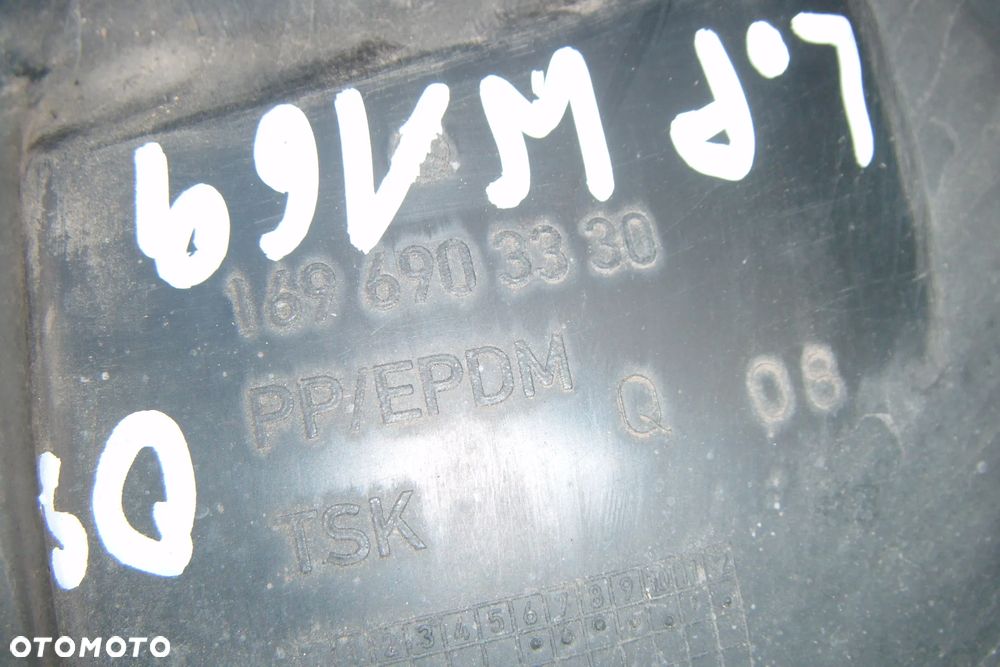 L.P W169
169 690 33 30
PP/EPDM Q 08
TSK
2 3 4 5 6 7 8 9 10 11 12
OTOMOTO